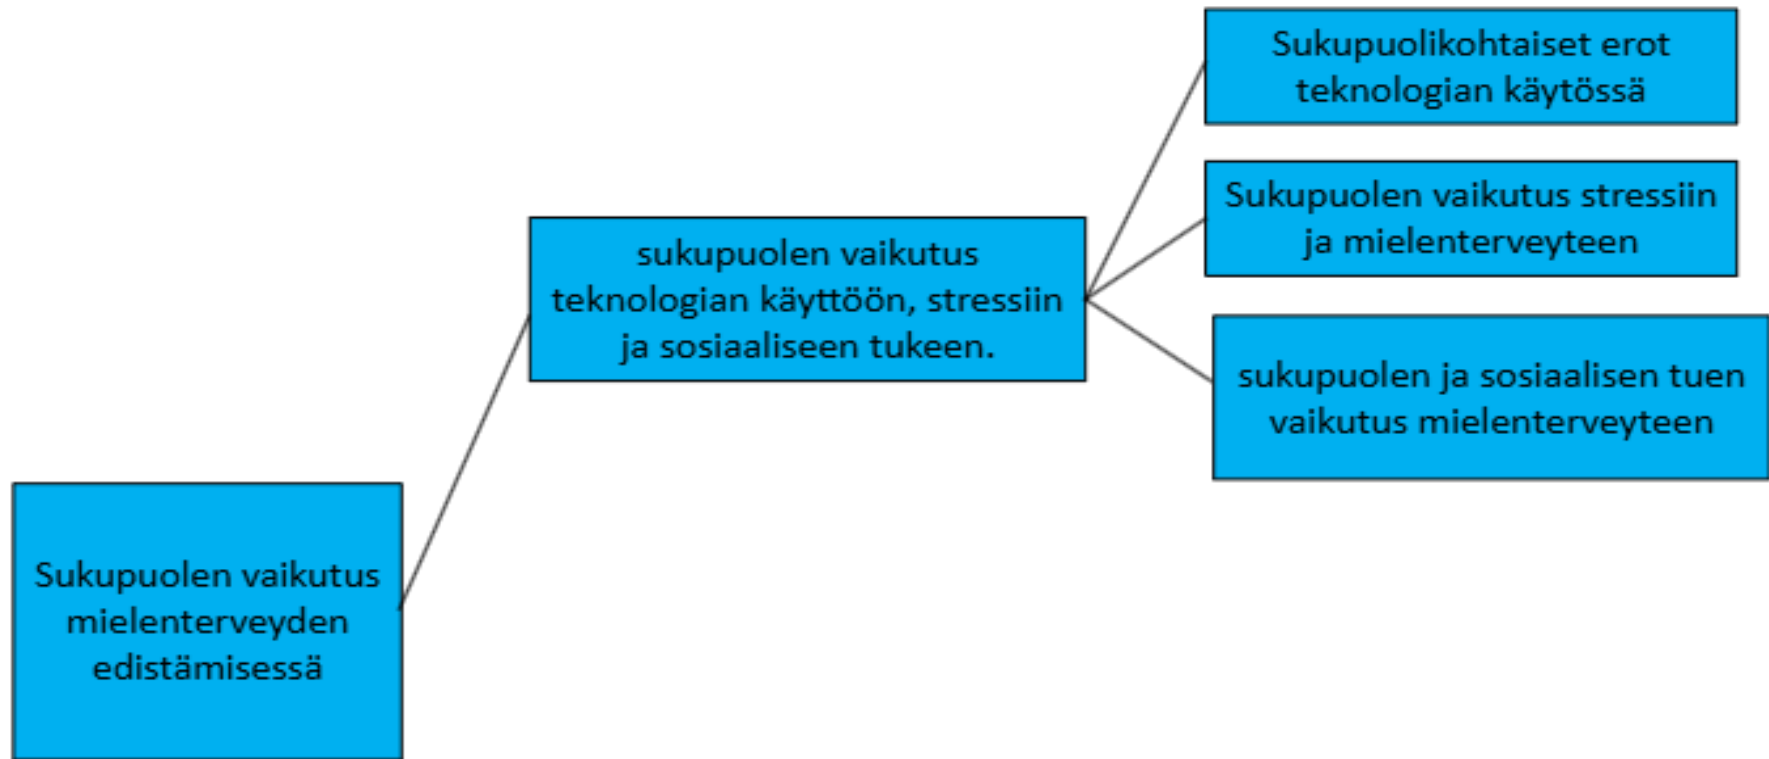 Sukupuolikohtaiset erot
teknologian käytössä
Sukupuolen vaikutus stressiin
ja mielenterveyteen
sukupuolen vaikutus
teknologian käyttöön, stressiin
ja sosiaaliseen tukeen.
sukupuolen ja sosiaalisen tuen
vaikutus mielenterveyteen
Sukupuolen vaikutus
mielenterveyden
edistämisessä